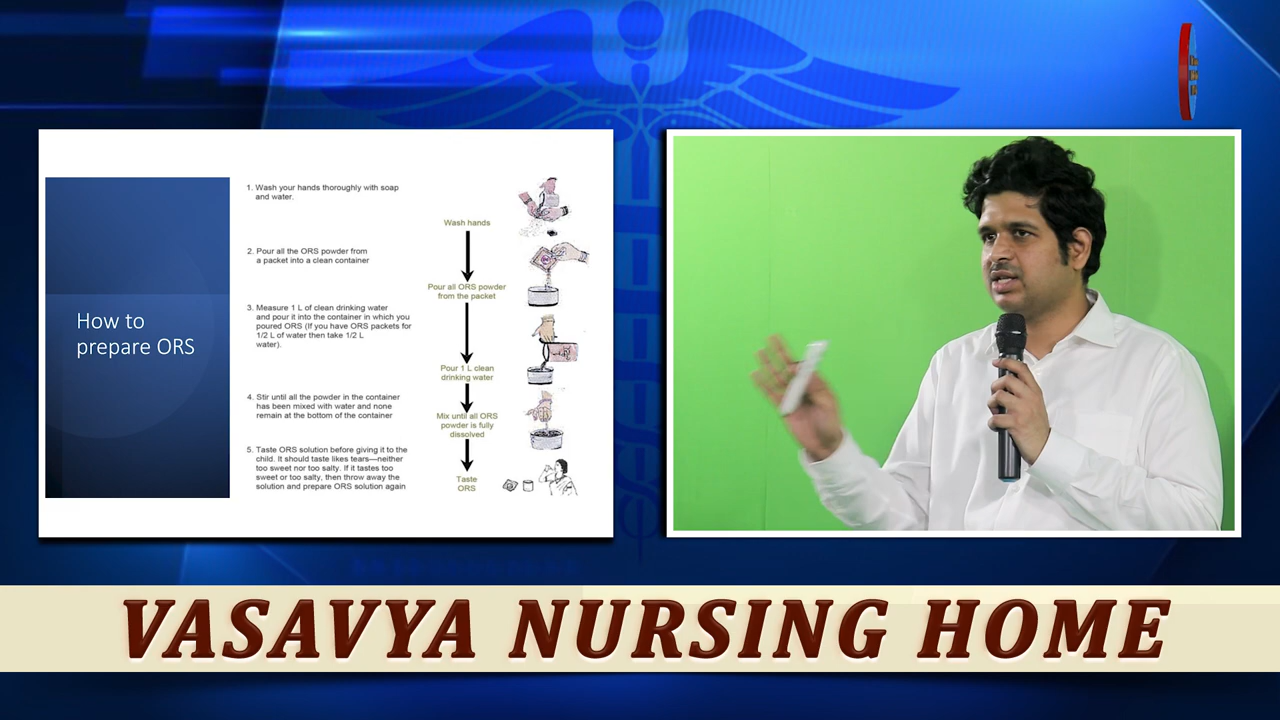 How to
prepare ORS
1. Wash your hands thoroughly with soap
and water.
2. Pour all the ORS powder from
a packet into a clean container
3. Measure 1 L of clean drinking water
and pour it into the container in which you
poured ORS (If you have ORS packets for
1/2 L of water then take 1/2 L
water).
4. Stir until all the powder in the container
has been mixed with water and none
remain at the bottom of the container
5. Taste ORS solution before giving it to the
child. It should taste likes tears—neither
too sweet nor too salty. If it tastes too
sweet or too salty, then throw away the
solution and prepare ORS solution again
Wash hands
Pour all ORS powder
from the packet
Pour 1 L clean
drinking water
Mix until all ORS
powder is fully
dissolved
Taste
ORS
VASAVYA NURSING HOME